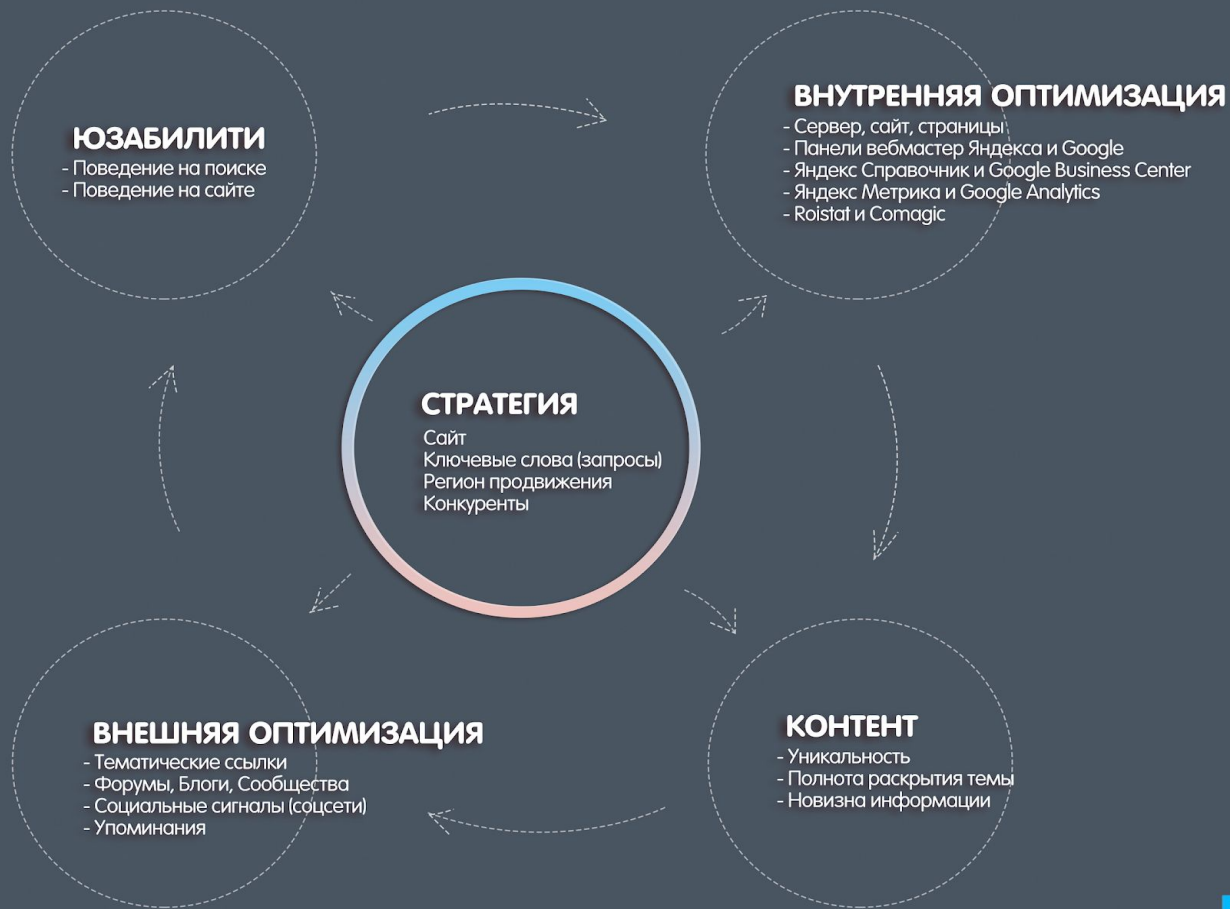 ЮЗАБИЛИТИ
- Поведение на поиске
- Поведение на сайте
ВНУТРЕННЯЯ ОПТИМИЗАЦИЯ
- Сервер, сайт, страницы
- Панели вебмастер Яндекса и Google
- Яндекс Справочник и Google Business Center
- Яндекс Метрика и Google Analytics
- Roistat и Comagic
СТРАТЕГИЯ
Сайт
Ключевые слова (запросы)
Регион продвижения
Конкуренты
ВНЕШНЯЯ ОПТИМИЗАЦИЯ
- Тематические ссылки
- Форумы, Блоги, Сообщества
- Социальные сигналы (соцсети)
- Упоминания
КОНТЕНТ
- Уникальность
- Полнота раскрытия темы
- Новизна информации